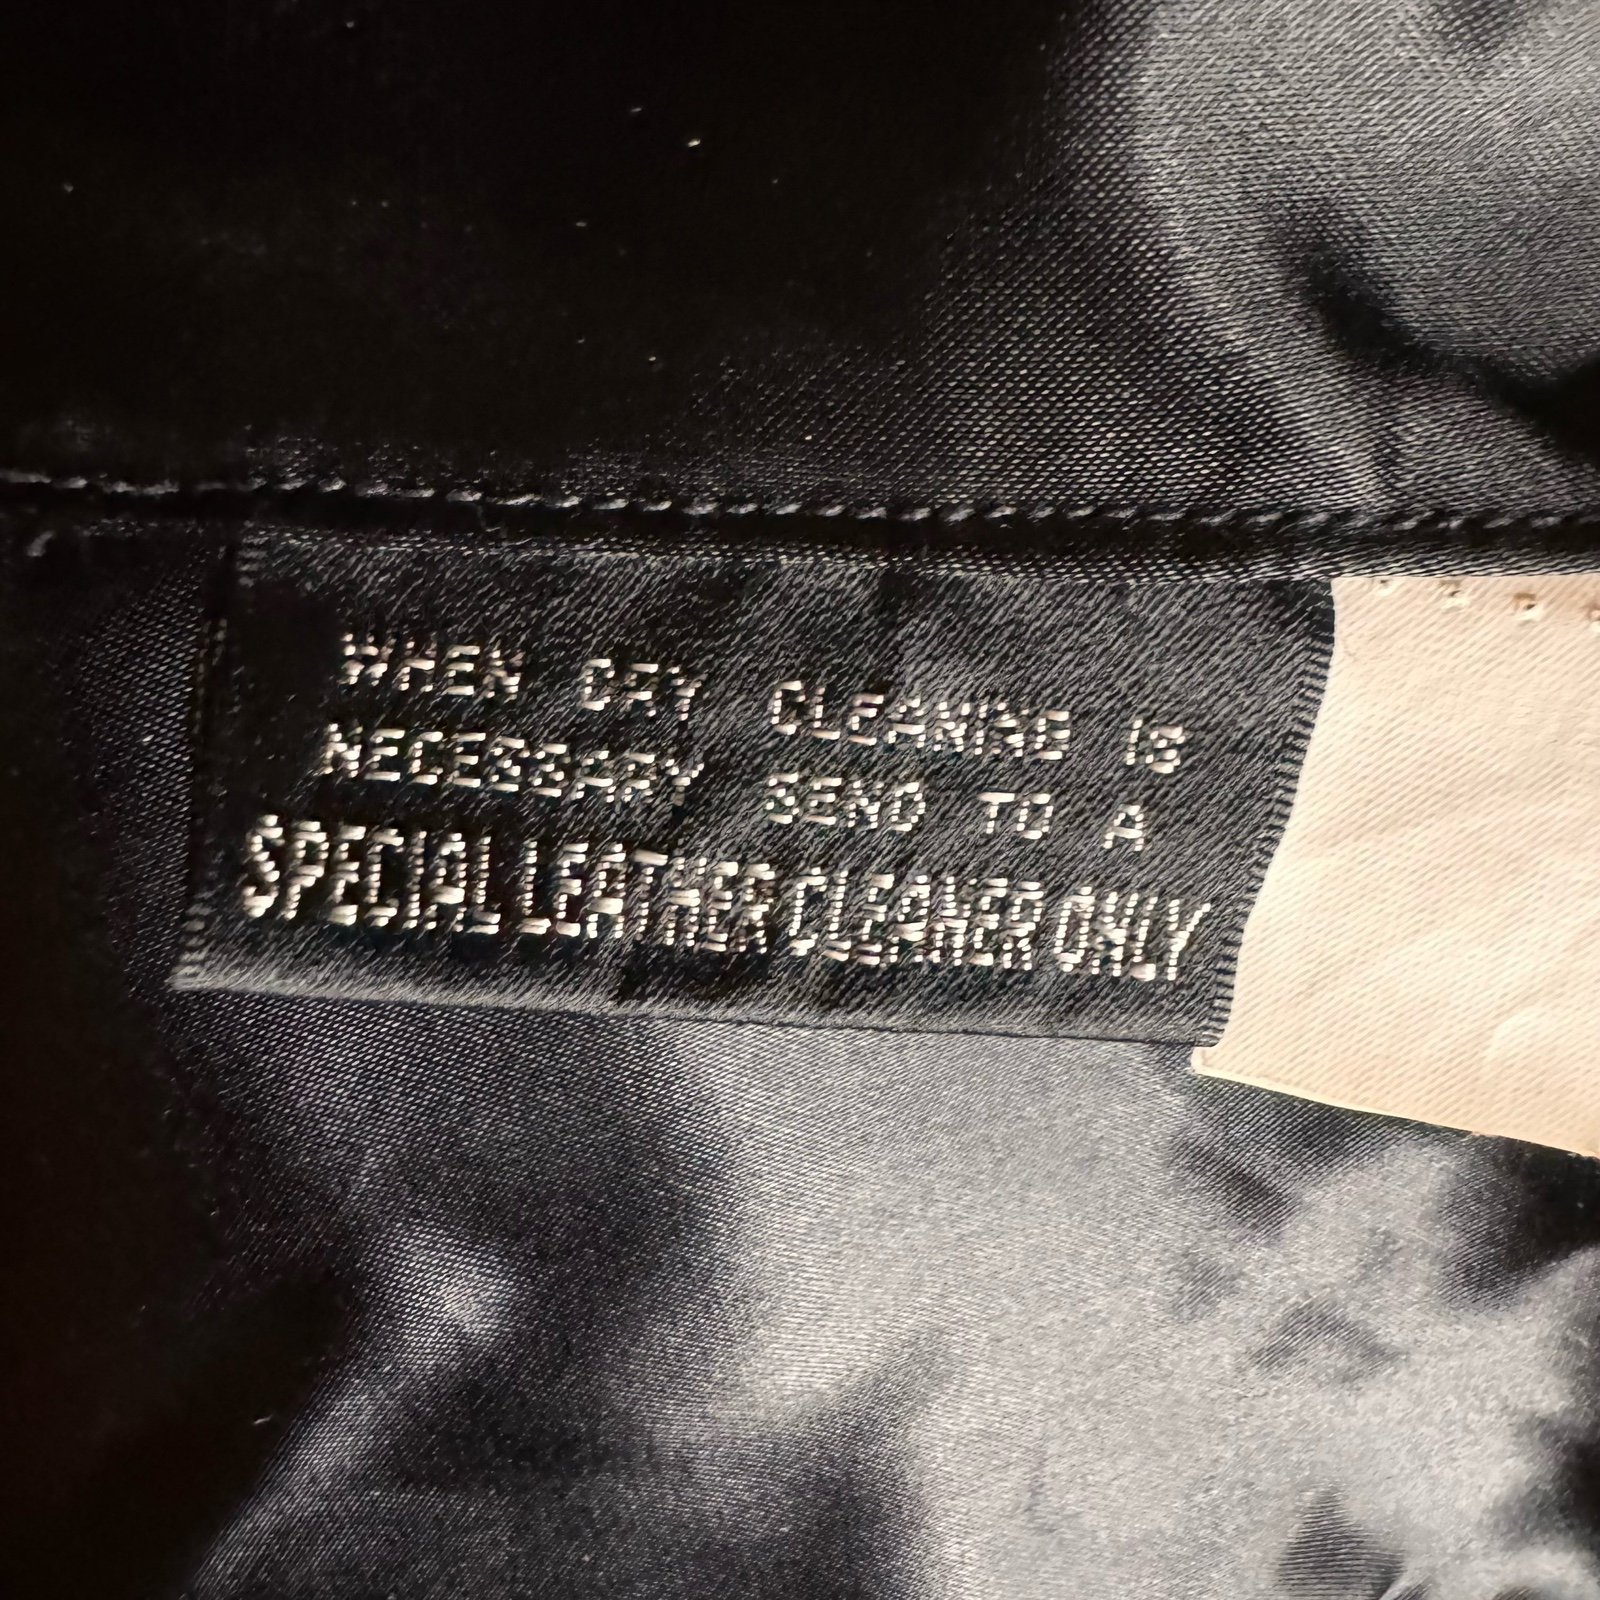 WHEN DRY CLEANING IS
NECESSARY SEND TO A
SPECIAL LEATHER CLEANER ONLY